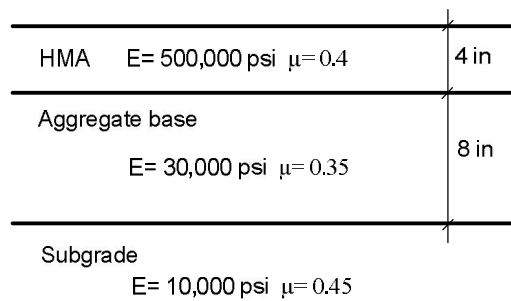 HMA E= 500,000 psi μ= 0.4
4 in
Aggregate base
8 in
E= 30,000 psi μ= 0.35
Subgrade
E= 10,000 psi μ= 0.45